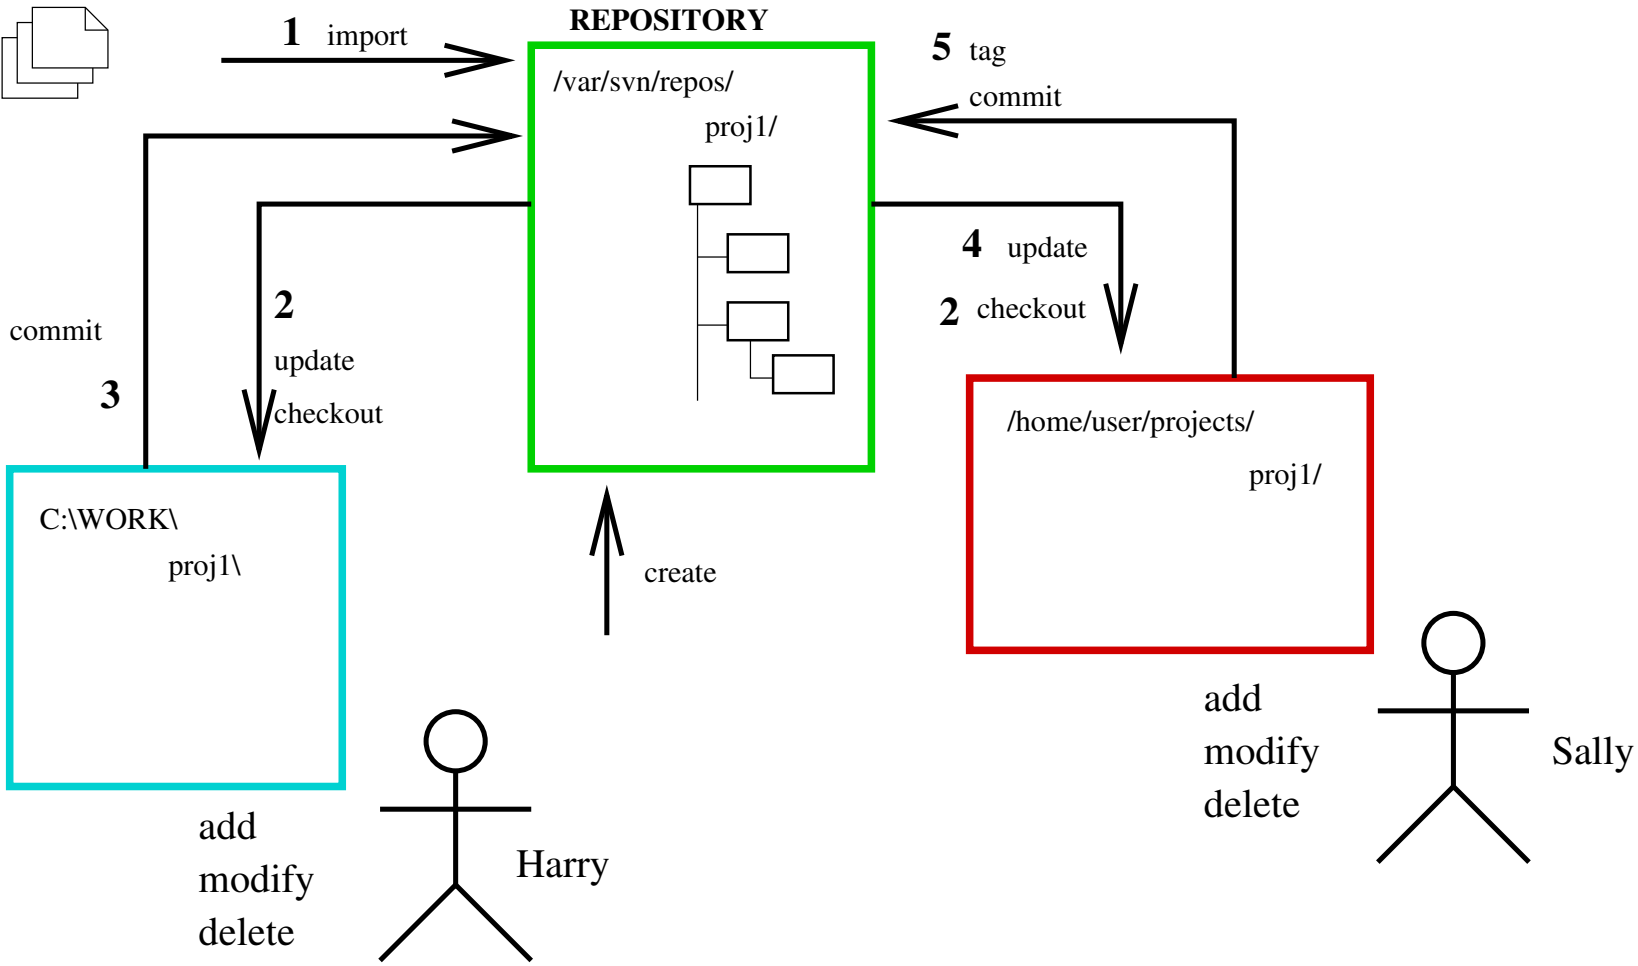 REPOSITORY
1 import
/var/svn/repos/
proj1/
5 tag
commit
4 update
2 checkout
2
update
checkout
commit
3
/home/user/projects/
proj1/
C:\WORK\
proj1\
create
add
modify
delete
Sally
add
modify
delete
Harry